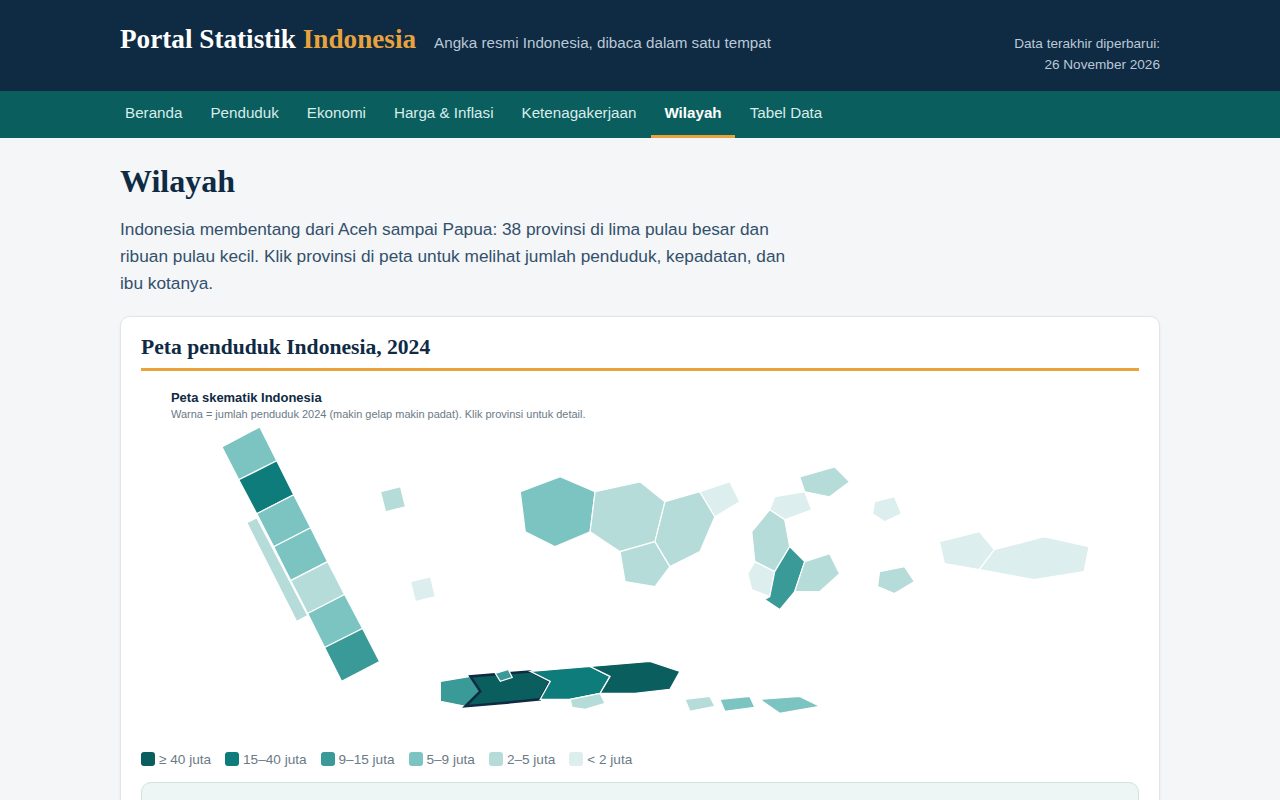 Portal Statistik Indonesia
Angka resmi Indonesia, dibaca dalam satu tempat
Data terakhir diperbarui:
26 November 2026
Beranda Penduduk Ekonomi Harga & Inflasi Ketenagakerjaan Wilayah Tabel Data
Wilayah
Indonesia membentang dari Aceh sampai Papua: 38 provinsi di lima pulau besar dan
ribuan pulau kecil. Klik provinsi di peta untuk melihat jumlah penduduk, kepadatan, dan
ibu kotanya.
Peta penduduk Indonesia, 2024
Peta skematik Indonesia
Warna = jumlah penduduk 2024 (makin gelap makin padat). Klik provinsi untuk detail.
≥ 40 juta 15–40 juta 9–15 juta 5–9 juta 2–5 juta < 2 juta